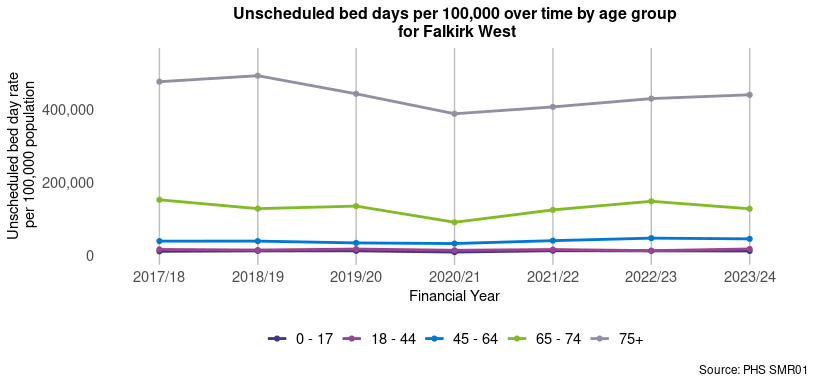 Unscheduled bed days per 100,000 over time by age group
for Falkirk West
Unscheduled bed day rate
per 100,000 population
400,000
200,000
0
2017/18 2018/19 2019/20 2020/21 2021/22 2022/23 2023/24
Financial Year
0 - 17 18 - 44 45 - 64 65 - 74 75+
Source: PHS SMR01